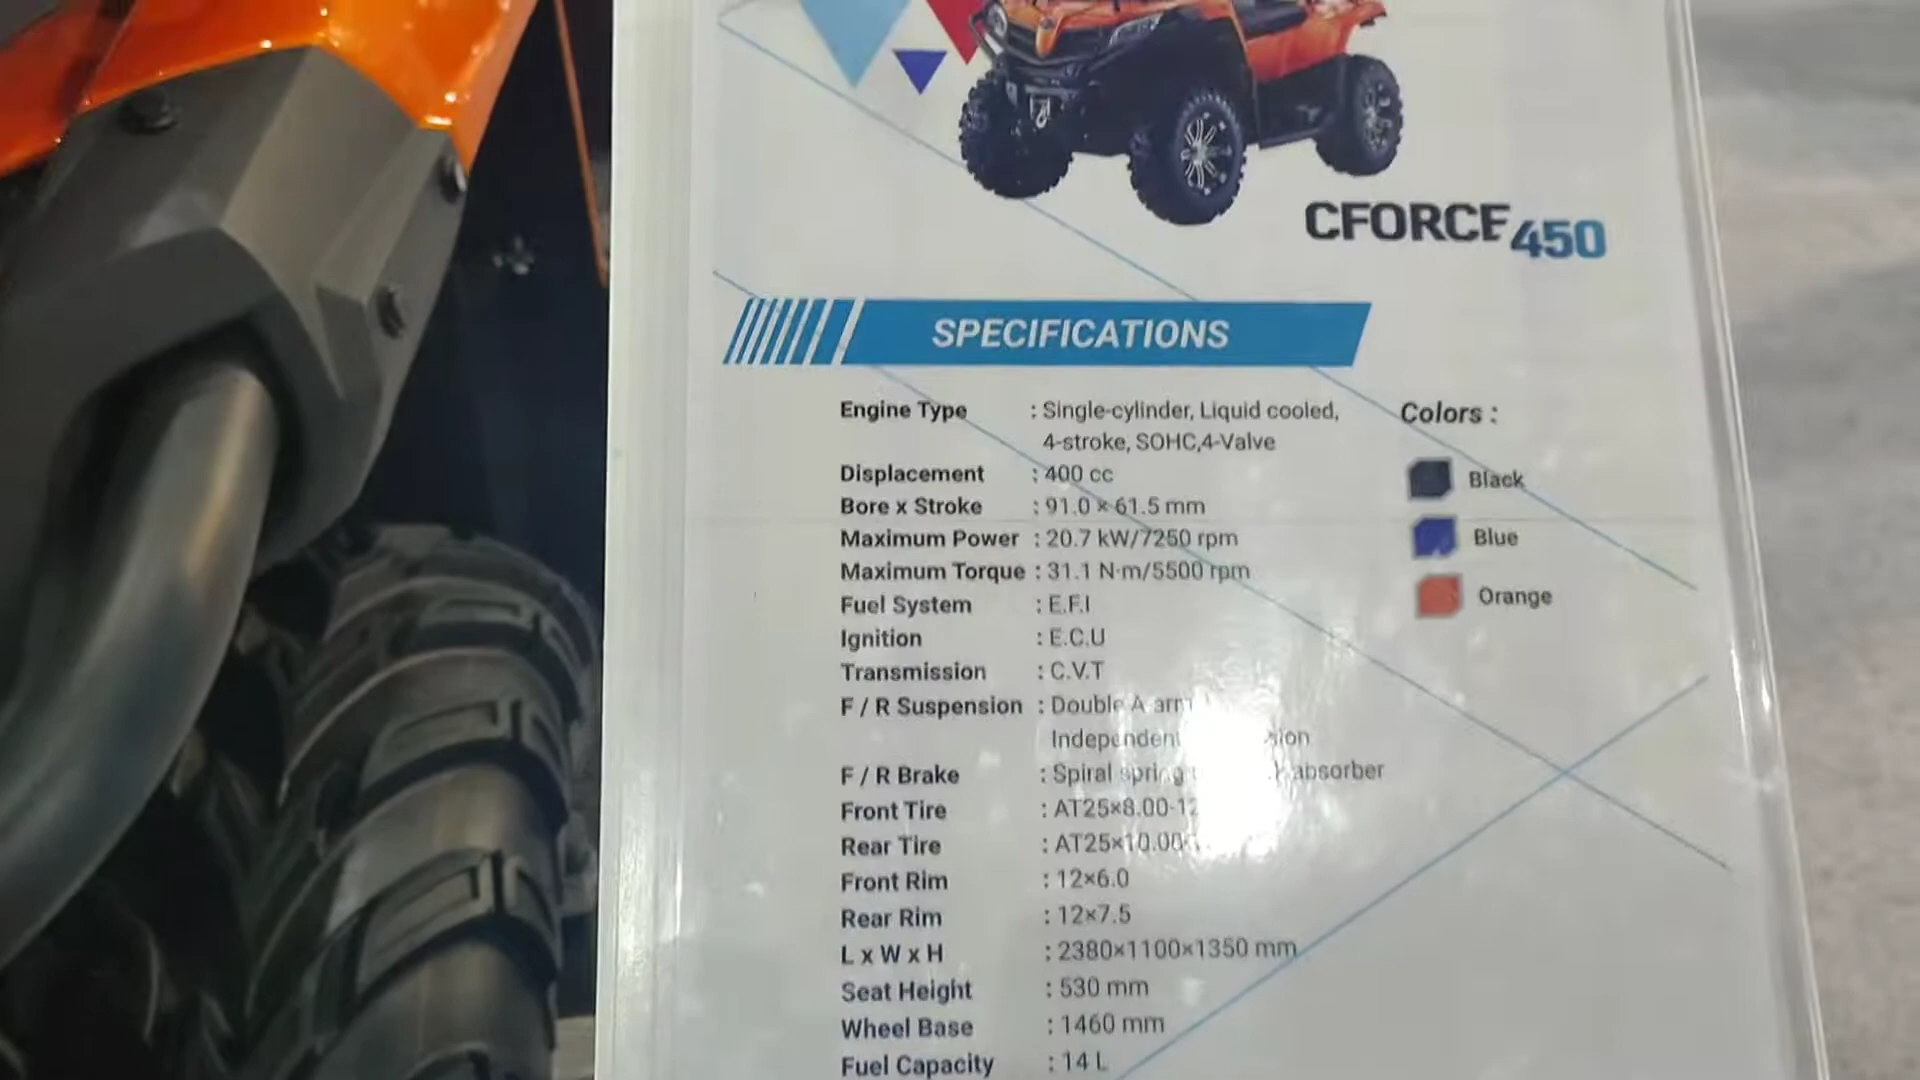 CFORCE 450
SPECIFICATIONS
Engine Type : Single-cylinder, Liquid cooled,
4-stroke, SOHC,4-Valve
Displacement : 400 cc
Bore x Stroke : 91.0 × 61.5 mm
Maximum Power : 20.7 kW/7250 rpm
Maximum Torque : 31.1 N·m/5500 rpm
Fuel System : E.F.I
Ignition : E.C.U
Transmission : C.V.T
F / R Suspension : Double A-arm
Independent
F / R Brake : Spiral spring absorber
Front Tire : AT25×8.00-12
Rear Tire : AT25×10.00
Front Rim : 12×6.0
Rear Rim : 12×7.5
L x W x H : 2380×1100×1350 mm
Seat Height : 530 mm
Wheel Base : 1460 mm
Fuel Capacity : 14 L
Colors :
Black
Blue
Orange